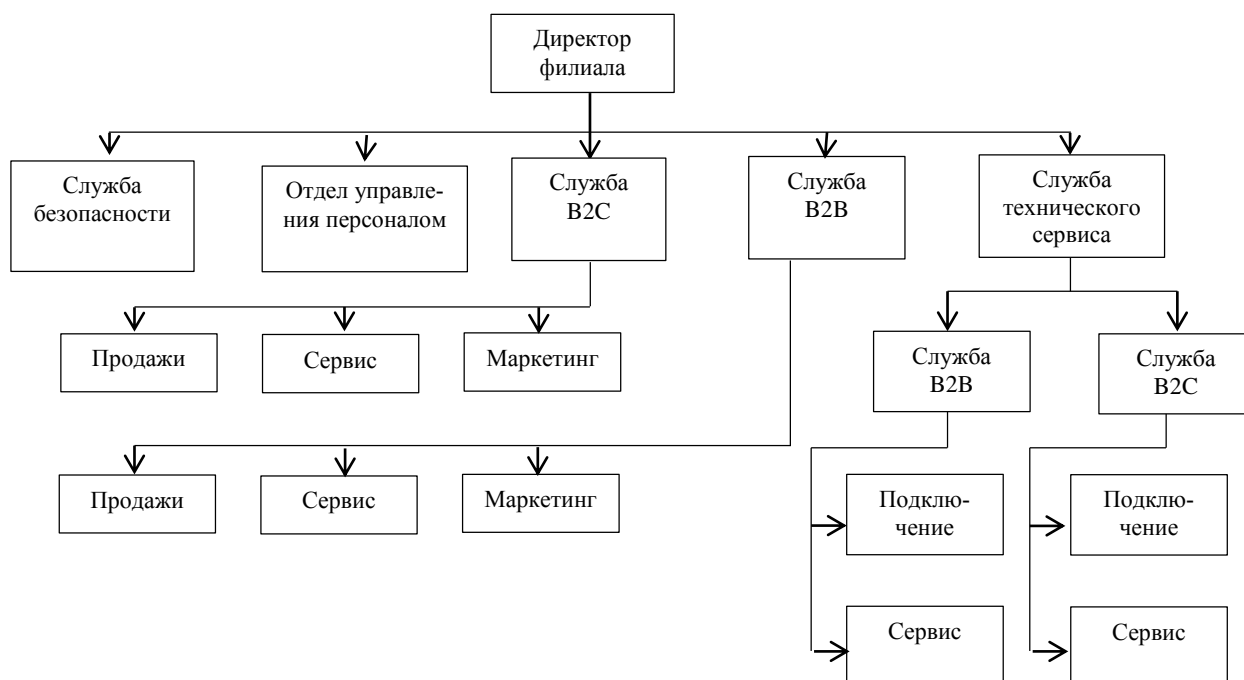 Директор
филиала
Служба
безопасности
Отдел управле-
ния персоналом
Служба
B2C
Служба
B2B
Служба
технического
сервиса
Продажи
Сервис
Маркетинг
Служба
B2B
Служба
B2C
Продажи
Сервис
Маркетинг
Подклю-
чение
Подклю-
чение
Сервис
Сервис